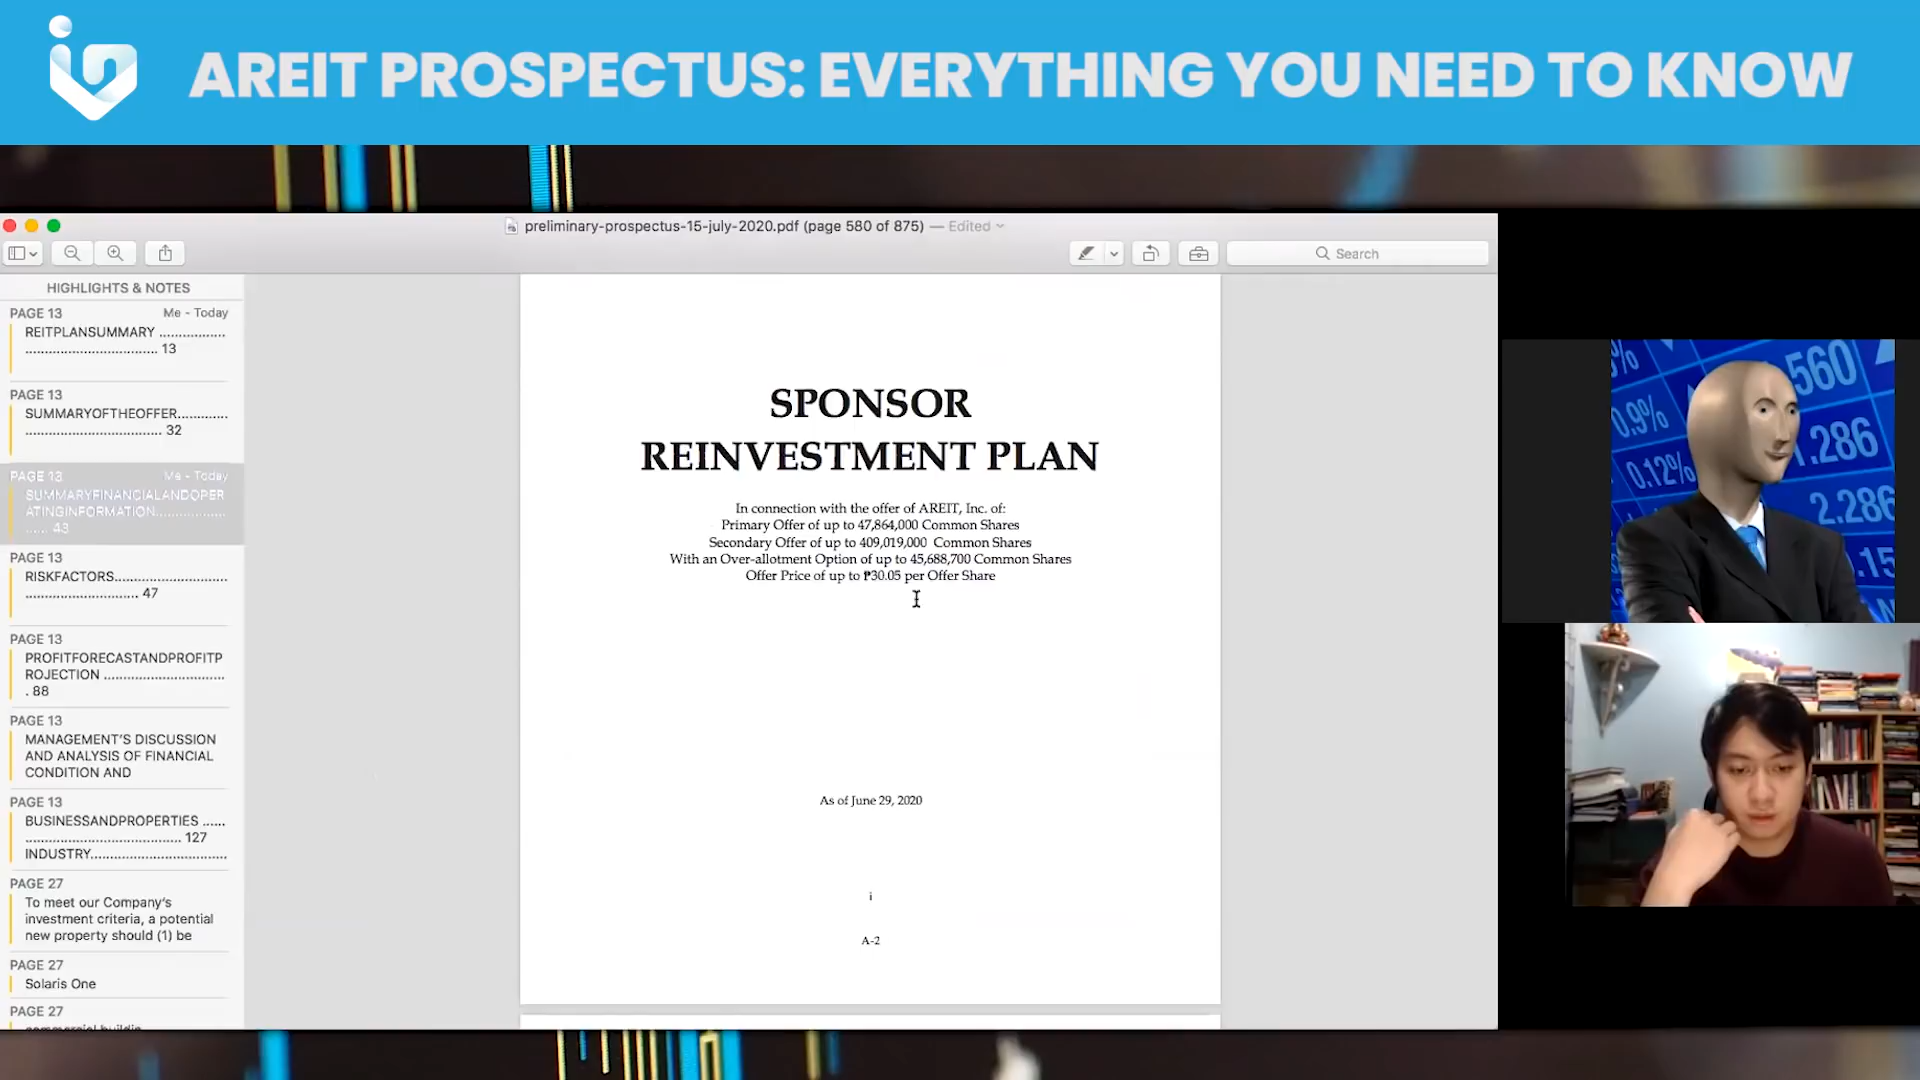 AREIT PROSPECTUS: EVERYTHING YOU NEED TO KNOW
preliminary-prospectus-15-july-2020.pdf (page 580 of 875) — Edited
Search
HIGHLIGHTS & NOTES
PAGE 13 Me - Today
REITPLANSUMMARY .................
.................................. 13
PAGE 13
SUMMARYOFTHEOFFER.............
.................................. 32
PAGE 13 Me - Today
SUMMARYFINANCIALANDOPER
ATINGINFORMATION..................
...... 43
PAGE 13
RISKFACTORS.............................
............................ 47
PAGE 13
PROFITFORECASTANDPROFITP
ROJECTION ...............................
. 88
PAGE 13
MANAGEMENT'S DISCUSSION
AND ANALYSIS OF FINANCIAL
CONDITION AND
PAGE 13
BUSINESSANDPROPERTIES ......
....................................... 127
INDUSTRY..................................
PAGE 27
To meet our Company's
investment criteria, a potential
new property should (1) be
PAGE 27
Solaris One
PAGE 27
SPONSOR
REINVESTMENT PLAN
In connection with the offer of AREIT, Inc. of:
Primary Offer of up to 47,864,000 Common Shares
Secondary Offer of up to 409,019,000 Common Shares
With an Over-allotment Option of up to 45,688,700 Common Shares
Offer Price of up to ₱30.05 per Offer Share
As of June 29, 2020
i
A-2
560
0.9%
.286
0.12%
2.286
.15